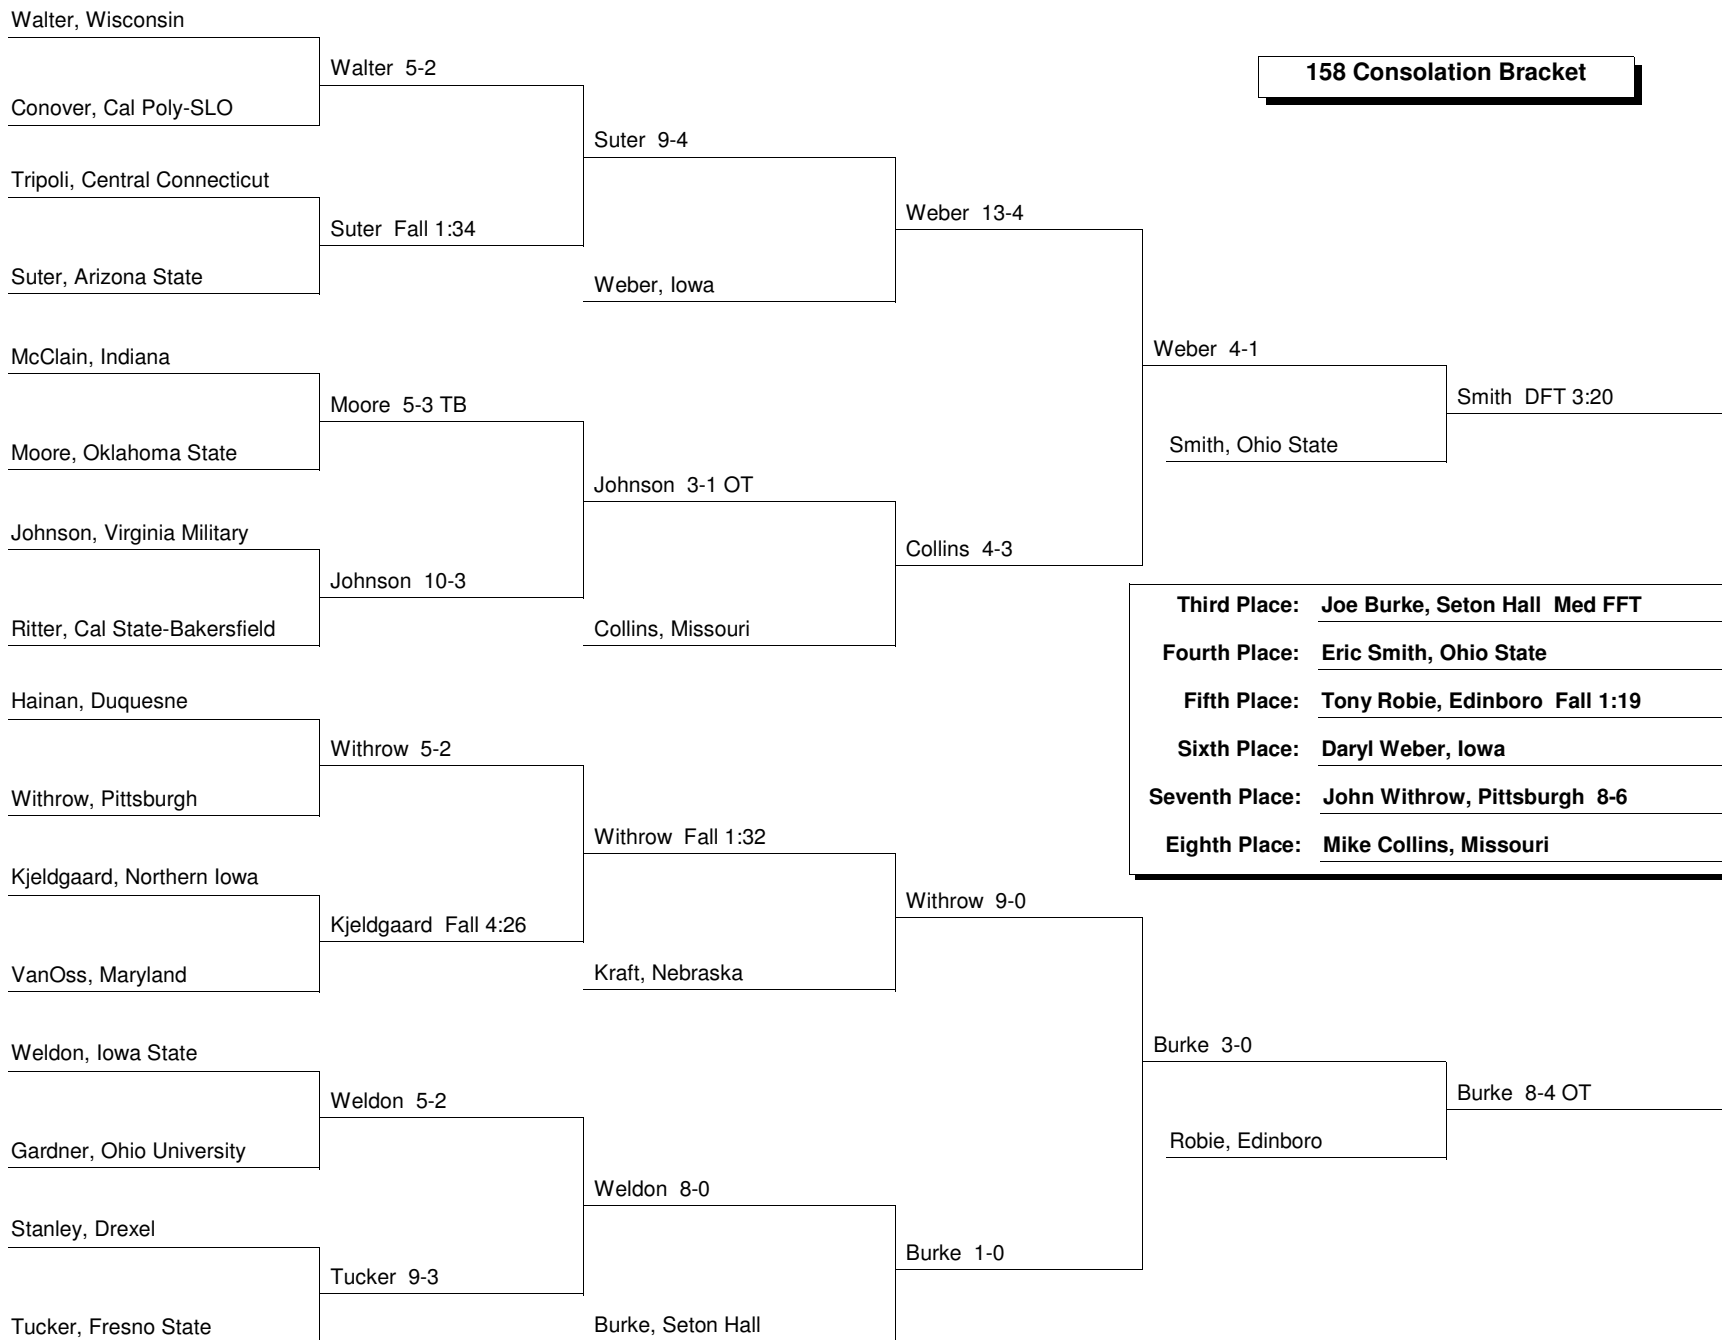 158 Consolation Bracket
Walter, Wisconsin
Conover, Cal Poly-SLO
Tripoli, Central Connecticut
Suter, Arizona State
McClain, Indiana
Moore, Oklahoma State
Johnson, Virginia Military
Ritter, Cal State-Bakersfield
Hainan, Duquesne
Withrow, Pittsburgh
Kjeldgaard, Northern Iowa
VanOss, Maryland
Weldon, Iowa State
Gardner, Ohio University
Stanley, Drexel
Tucker, Fresno State
Walter 5-2
Suter Fall 1:34
Moore 5-3 TB
Johnson 10-3
Withrow 5-2
Kjeldgaard Fall 4:26
Weldon 5-2
Tucker 9-3
Suter 9-4
Weber, Iowa
Johnson 3-1 OT
Collins, Missouri
Withrow Fall 1:32
Kraft, Nebraska
Weldon 8-0
Burke, Seton Hall
Weber 13-4
Collins 4-3
Withrow 9-0
Burke 1-0
Weber 4-1
Smith, Ohio State
Burke 3-0
Robie, Edinboro
Smith DFT 3:20
Burke 8-4 OT
Third Place: Joe Burke, Seton Hall Med FFT
Fourth Place: Eric Smith, Ohio State
Fifth Place: Tony Robie, Edinboro Fall 1:19
Sixth Place: Daryl Weber, Iowa
Seventh Place: John Withrow, Pittsburgh 8-6
Eighth Place: Mike Collins, Missouri